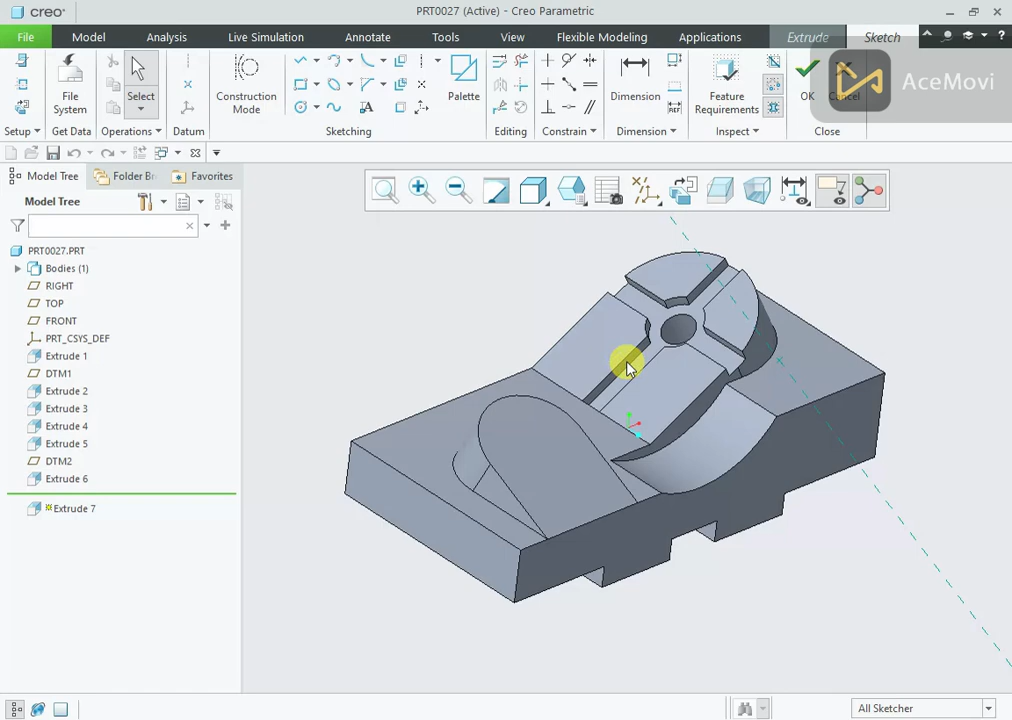 creo
PRT0027 (Active) - Creo Parametric
File
Model
Analysis
Live Simulation
Annotate
Tools
View
Flexible Modeling
Applications
Extrude
Sketch
File System
Select
Construction Mode
Palette
Dimension
Feature Requirements
OK
Cancel
AceMovi
Setup
Get Data
Operations
Datum
Sketching
Editing
Constrain
Dimension
Inspect
Close
Model Tree
Folder Br
Favorites
Model Tree
PRT0027.PRT
Bodies (1)
RIGHT
TOP
FRONT
PRT_CSYS_DEF
Extrude 1
DTM1
Extrude 2
Extrude 3
Extrude 4
Extrude 5
DTM2
Extrude 6
Extrude 7
All Sketcher